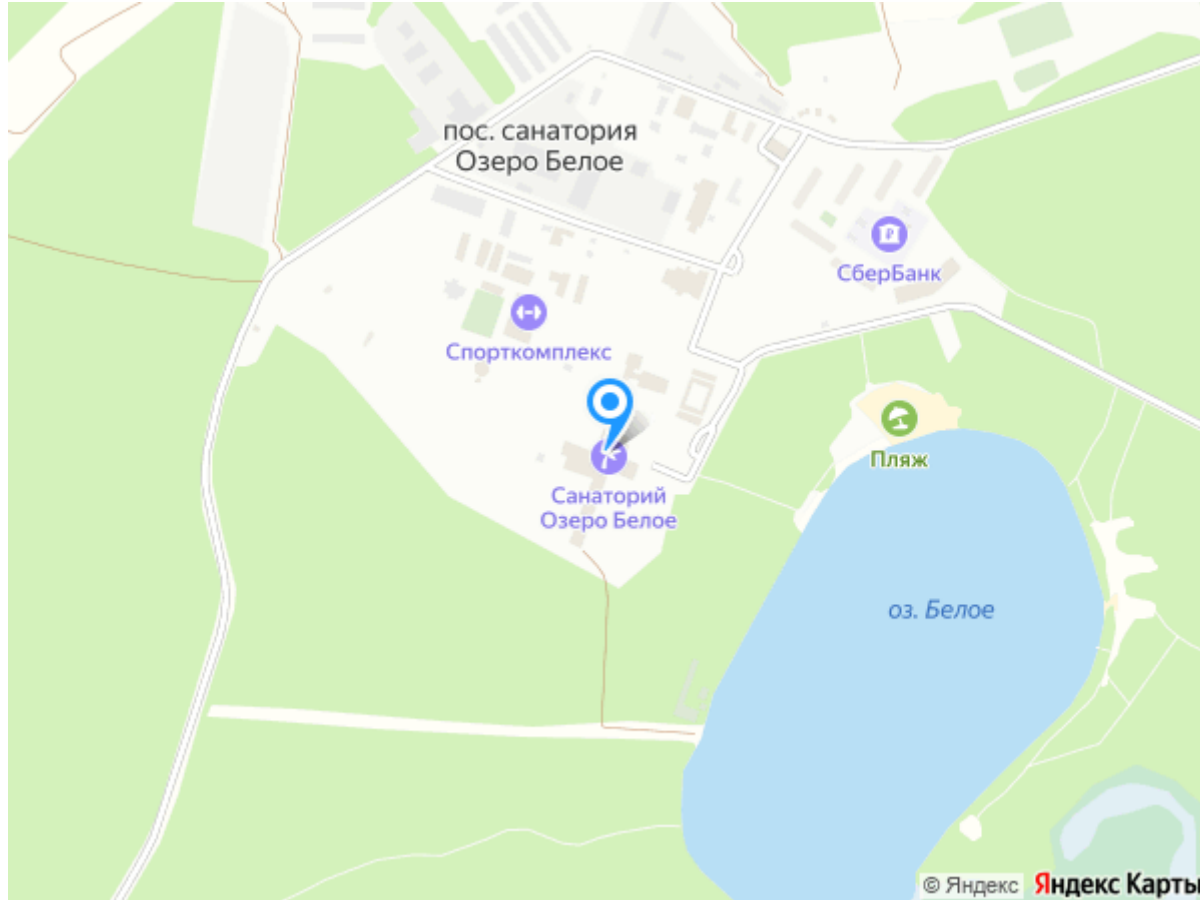 пос. санатория
Озеро Белое
СберБанк
Спорткомплекс
Пляж
Санаторий
Озеро Белое
оз. Белое
© Яндекс Яндекс Карты